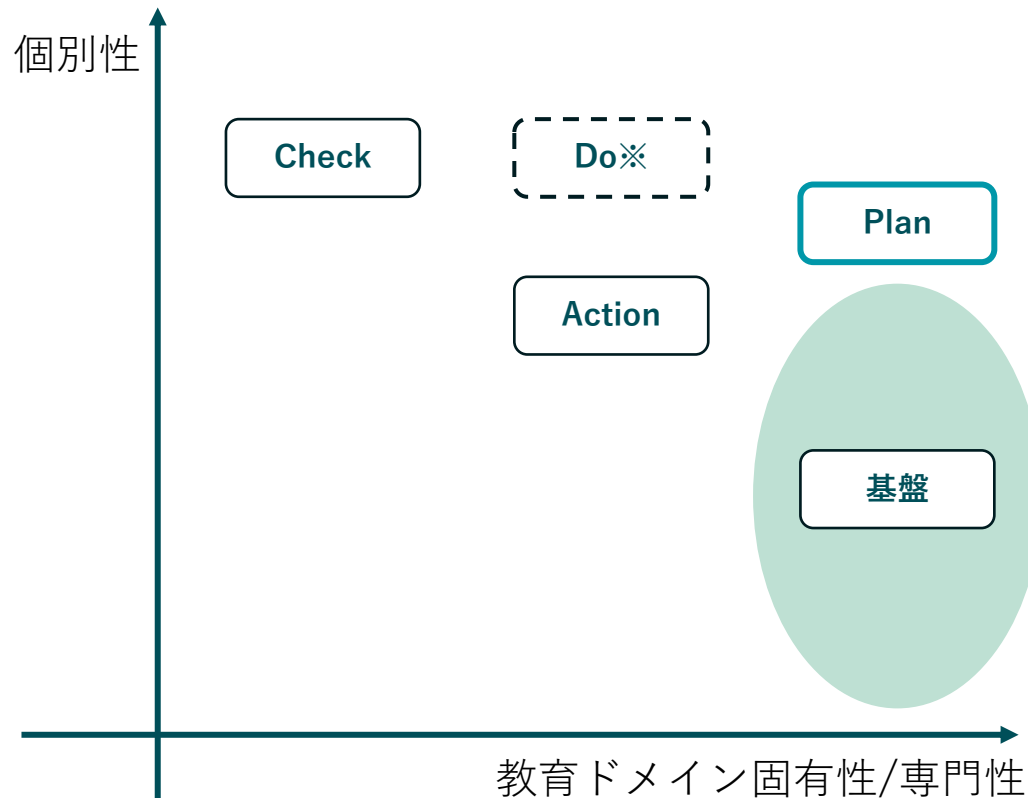 個別性
Check
Do※
Plan
Action
基盤
教育ドメイン固有性/専門性